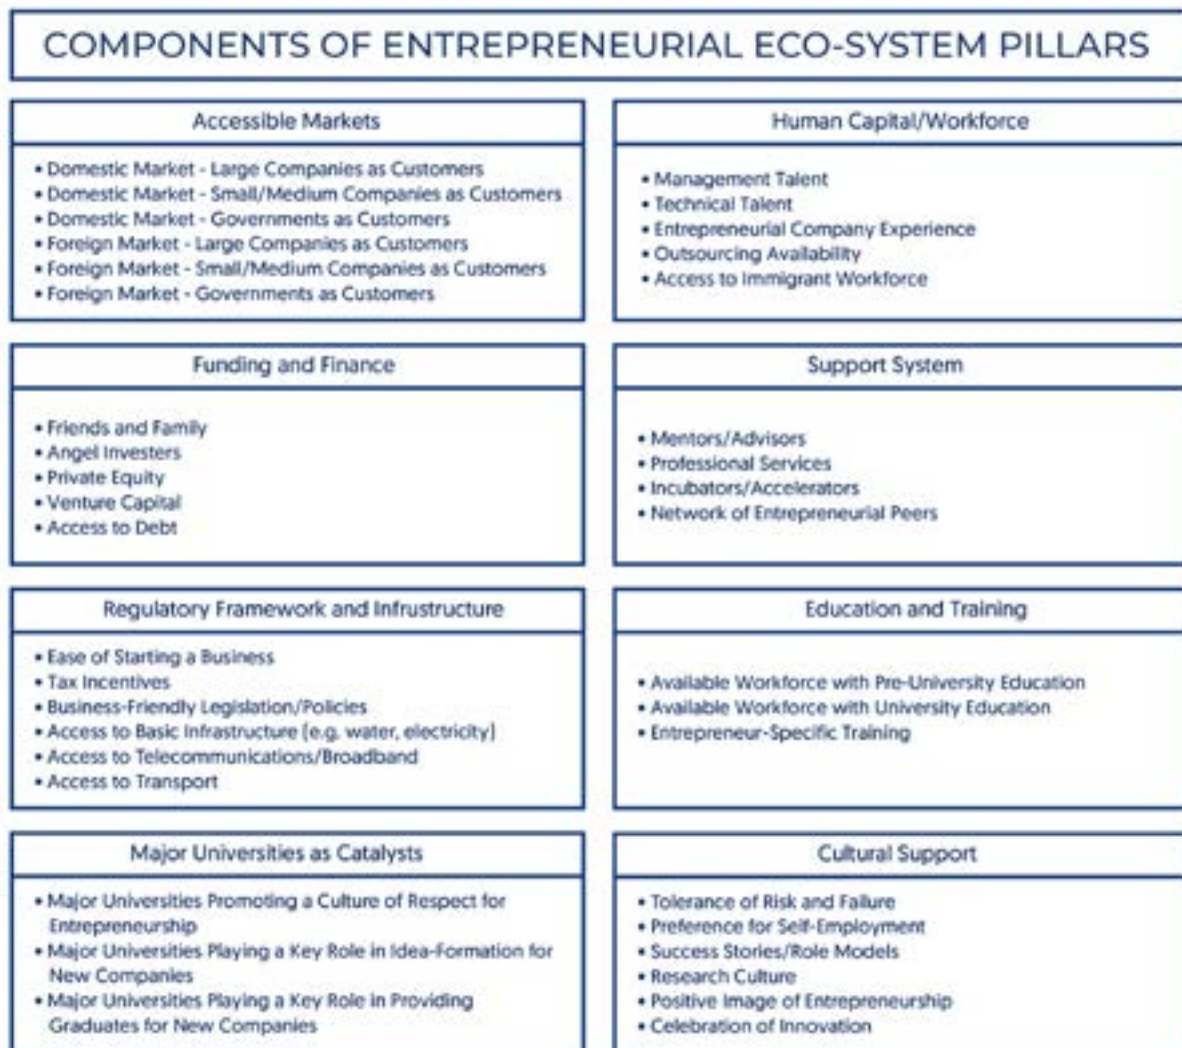 COMPONENTS OF ENTREPRENEURIAL ECO-SYSTEM PILLARS
Accessible Markets
• Domestic Market - Large Companies as Customers
• Domestic Market - Small/Medium Companies as Customers
• Domestic Market - Governments as Customers
• Foreign Market - Large Companies as Customers
• Foreign Market - Small/Medium Companies as Customers
• Foreign Market - Governments as Customers
Human Capital/Workforce
• Management Talent
• Technical Talent
• Entrepreneurial Company Experience
• Outsourcing Availability
• Access to Immigrant Workforce
Funding and Finance
• Friends and Family
• Angel Investers
• Private Equity
• Venture Capital
• Access to Debt
Support System
• Mentors/Advisors
• Professional Services
• Incubators/Accelerators
• Network of Entrepreneurial Peers
Regulatory Framework and Infrustructure
• Ease of Starting a Business
• Tax Incentives
• Business-Friendly Legislation/Policies
• Access to Basic Infrastructure (e.g. water, electricity)
• Access to Telecommunications/Broadband
• Access to Transport
Education and Training
• Available Workforce with Pre-University Education
• Available Workforce with University Education
• Entrepreneur-Specific Training
Major Universities as Catalysts
• Major Universities Promoting a Culture of Respect for
Entrepreneurship
• Major Universities Playing a Key Role in Idea-Formation for
New Companies
• Major Universities Playing a Key Role in Providing
Graduates for New Companies
Cultural Support
• Tolerance of Risk and Failure
• Preference for Self-Employment
• Success Stories/Role Models
• Research Culture
• Positive Image of Entrepreneurship
• Celebration of Innovation